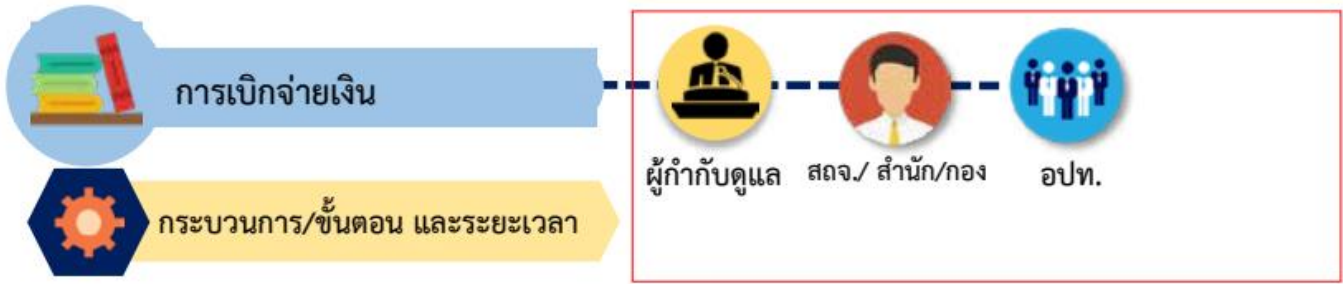 การเบิกจ่ายเงิน
ผู้กำกับดูแล สถจ./ สำนัก/กอง อปท.
กระบวนการ/ขั้นตอน และระยะเวลา